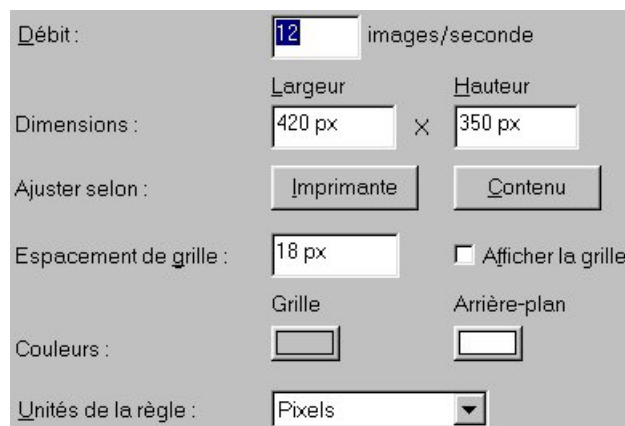 Débit : 12 images/seconde
Largeur Hauteur
Dimensions : 420 px × 350 px
Ajuster selon : Imprimante Contenu
Espacement de grille : 18 px Afficher la grille
Grille Arrière-plan
Couleurs :
Unités de la règle : Pixels